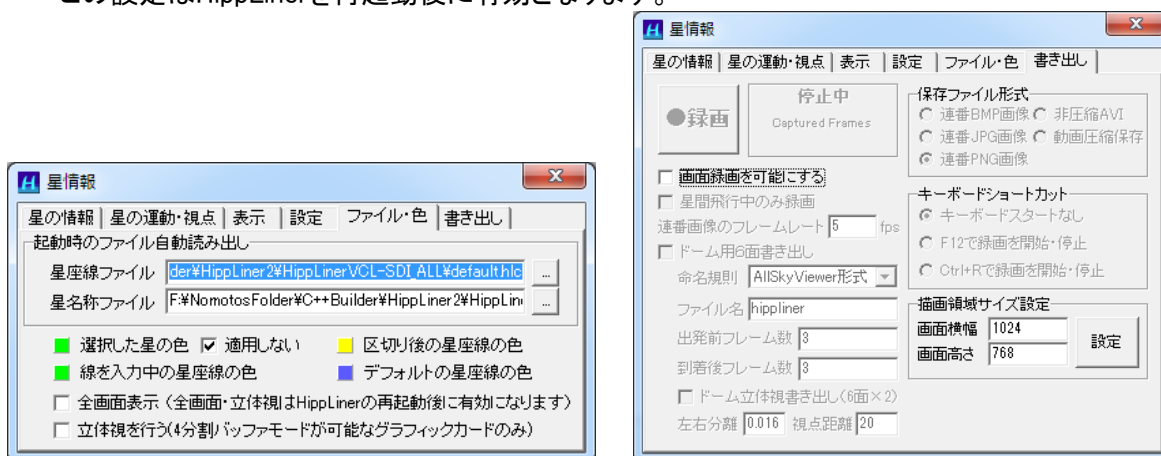 この設定はHippLinerを再起動後に有効となります。
星情報
星の情報 星の運動・視点 表示 設定 ファイル・色 書き出し
起動時のファイル自動読み出し
星座線ファイル der¥HippLiner2¥HippLinerVCL-SDI_ALL¥default.hlc ...
星名称ファイル F:¥NomotosFolder¥C++Builder¥HippLiner2¥HippLin ...
選択した星の色 適用しない 区切り後の星座線の色
線を入力中の星座線の色 デフォルトの星座線の色
全画面表示（全画面・立体視はHippLinerの再起動後に有効になります）
立体視を行う(4分割バッファモードが可能なグラフィックカードのみ)
星情報
星の情報 星の運動・視点 表示 設定 ファイル・色 書き出し
●録画
停止中
Captured Frames
画面録画を可能にする
星間飛行中のみ録画
連番画像のフレームレート 5 fps
ドーム用6面書き出し
命名規則 AllSkyViewer形式
ファイル名 hippliner
出発前フレーム数 3
到着後フレーム数 3
ドーム立体視書き出し(6面×2)
左右分離 0.016 視点距離 20
保存ファイル形式
連番BMP画像 非圧縮AVI
連番JPG画像 動画圧縮保存
連番PNG画像
キーボードショートカット
キーボードスタートなし
F12で録画を開始・停止
Ctrl+Rで録画を開始・停止
描画領域サイズ設定
画面横幅 1024
画面高さ 768
設定